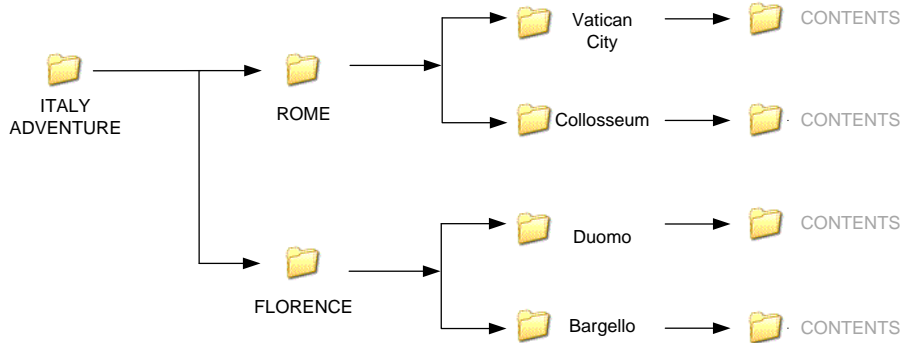 Vatican
City
CONTENTS
ITALY
ADVENTURE
ROME
Collosseum
CONTENTS
Duomo
CONTENTS
FLORENCE
Bargello
CONTENTS